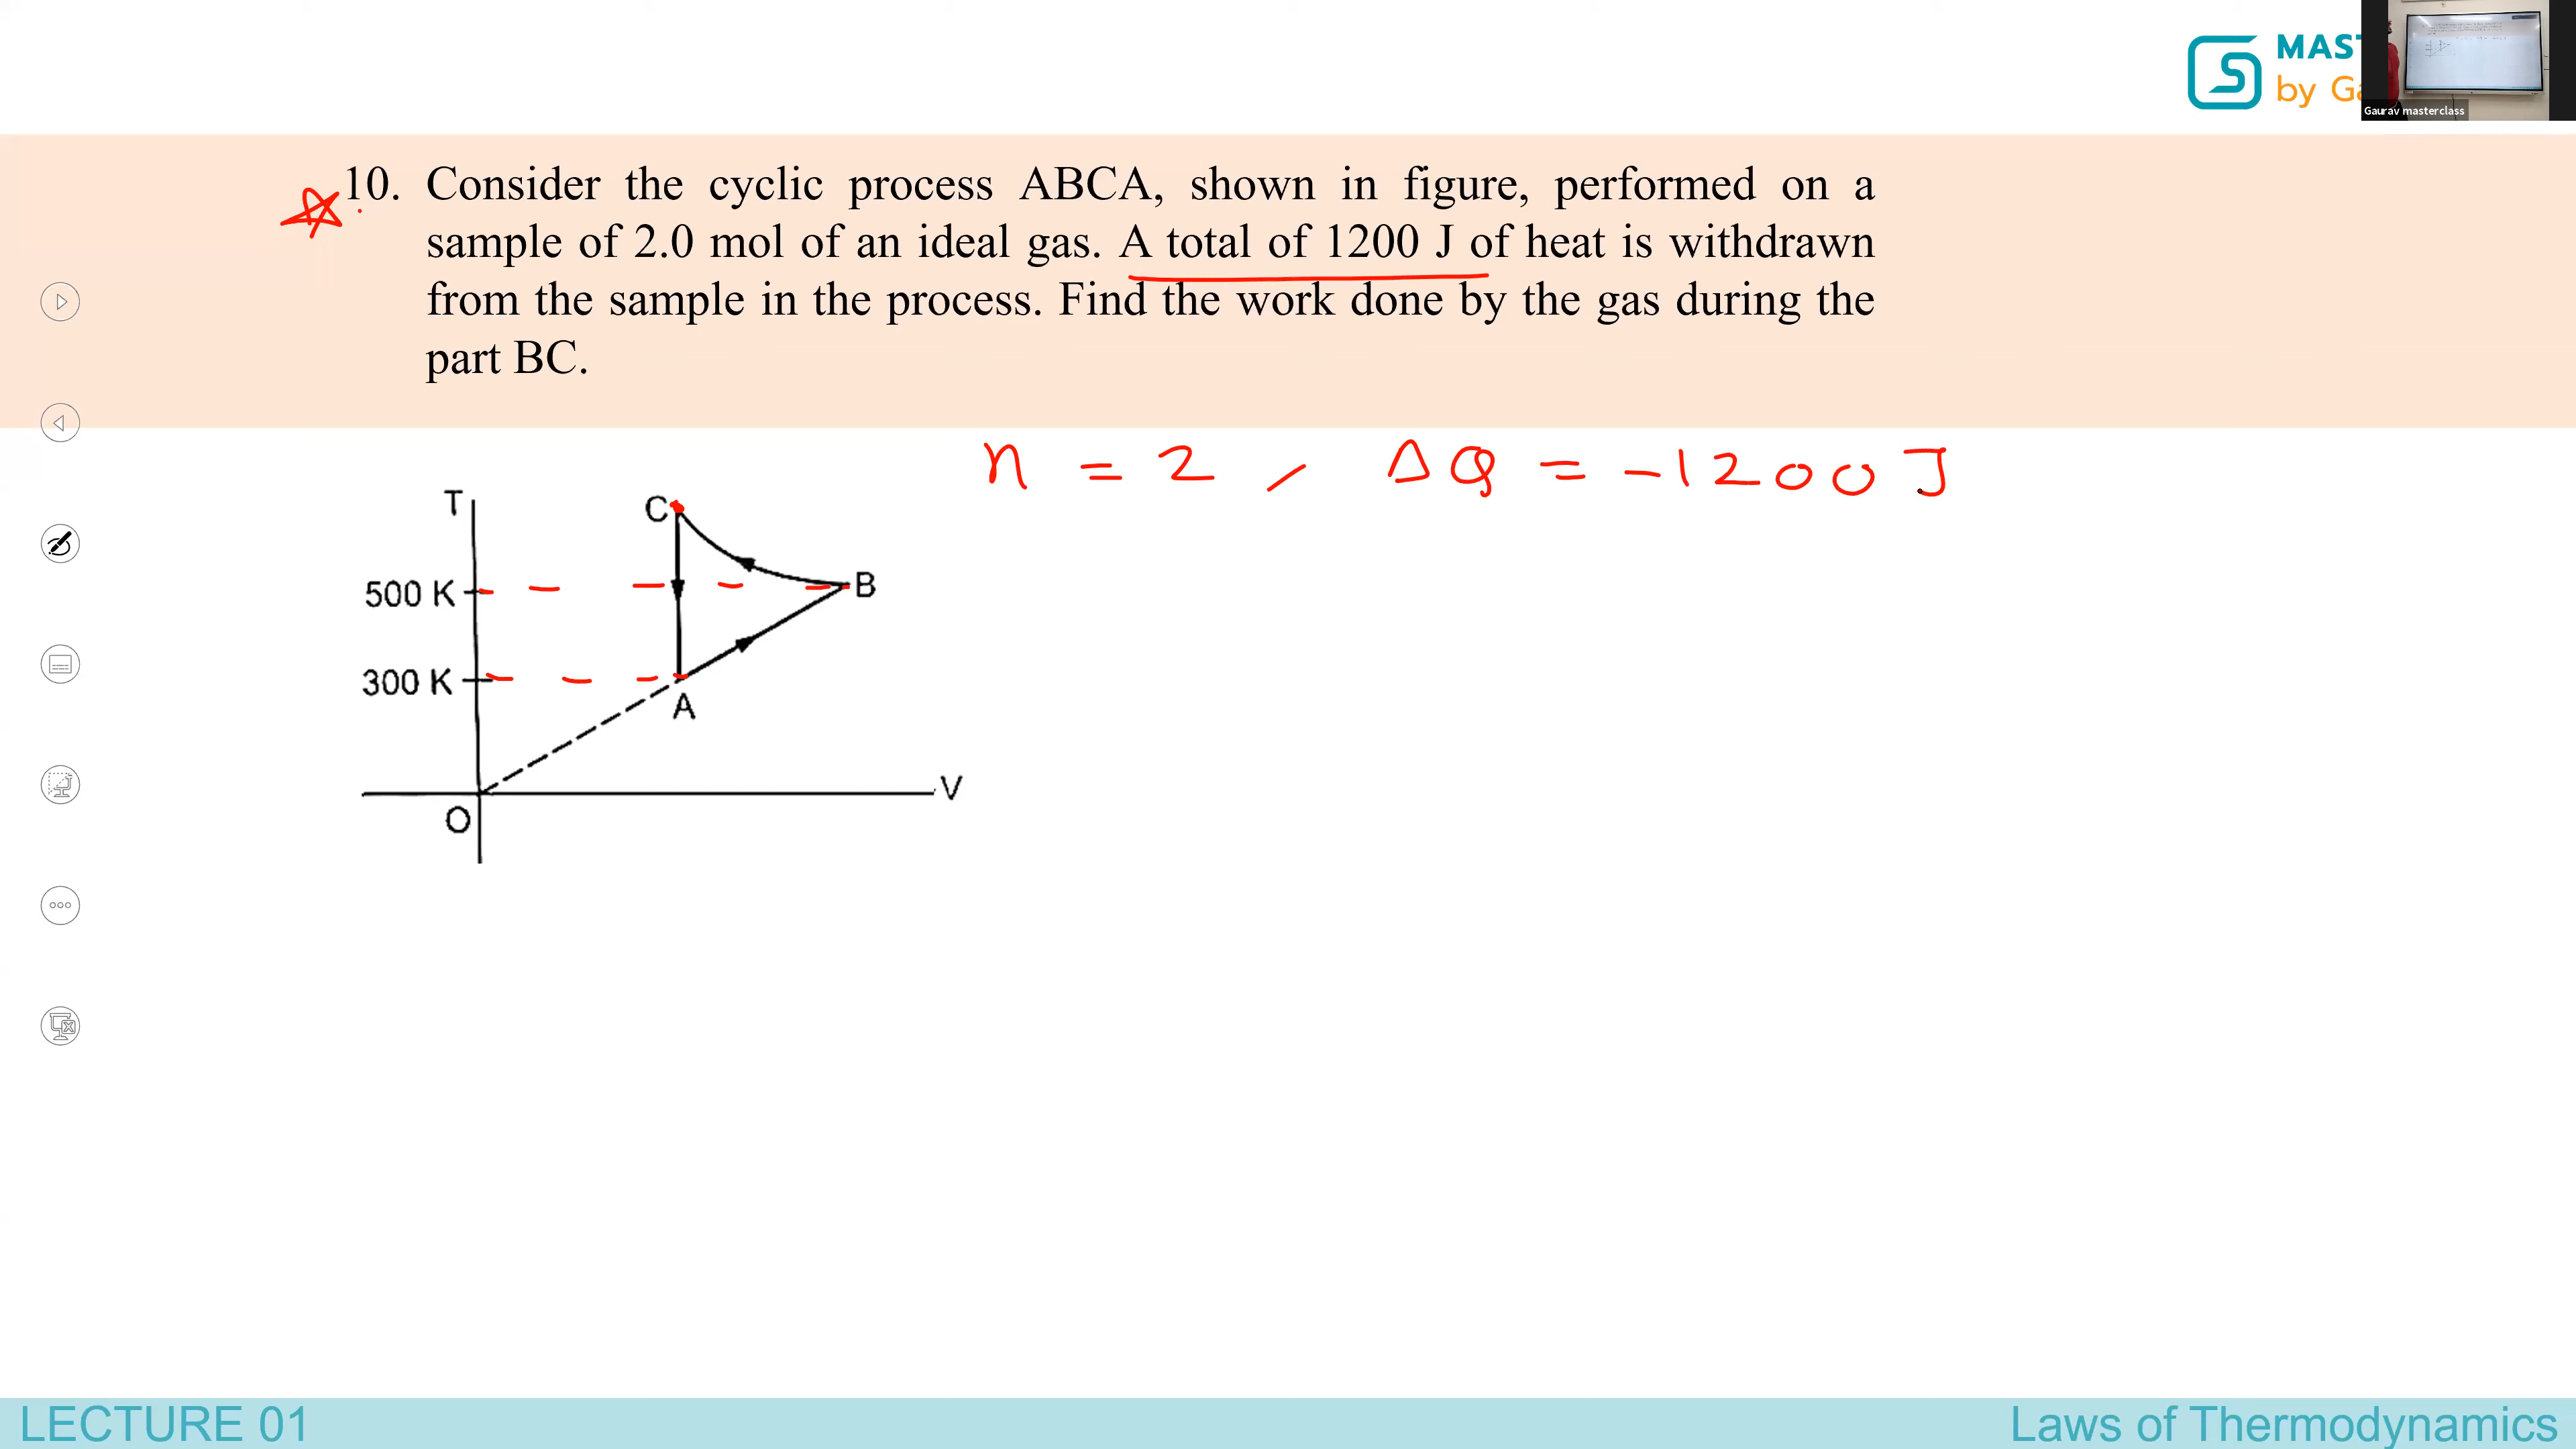 MAST
by Ga
Gaurav masterclass
10. Consider the cyclic process ABCA, shown in figure, performed on a
sample of 2.0 mol of an ideal gas. A total of 1200 J of heat is withdrawn
from the sample in the process. Find the work done by the gas during the
part BC.
n = 2 , ΔQ = -1200 J
T
C
500 K
B
300 K
A
V
O
LECTURE 01
Laws of Thermodynamics